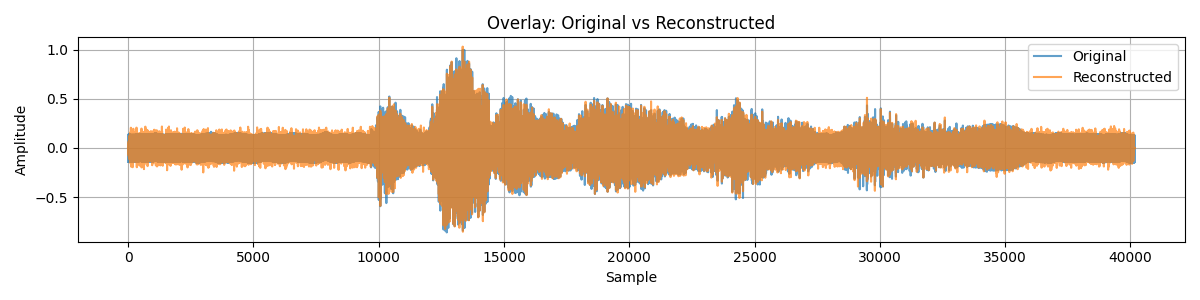 Overlay: Original vs Reconstructed
Original
Reconstructed
Amplitude
1.0
0.5
0.0
−0.5
0 5000 10000 15000 20000 25000 30000 35000 40000
Sample